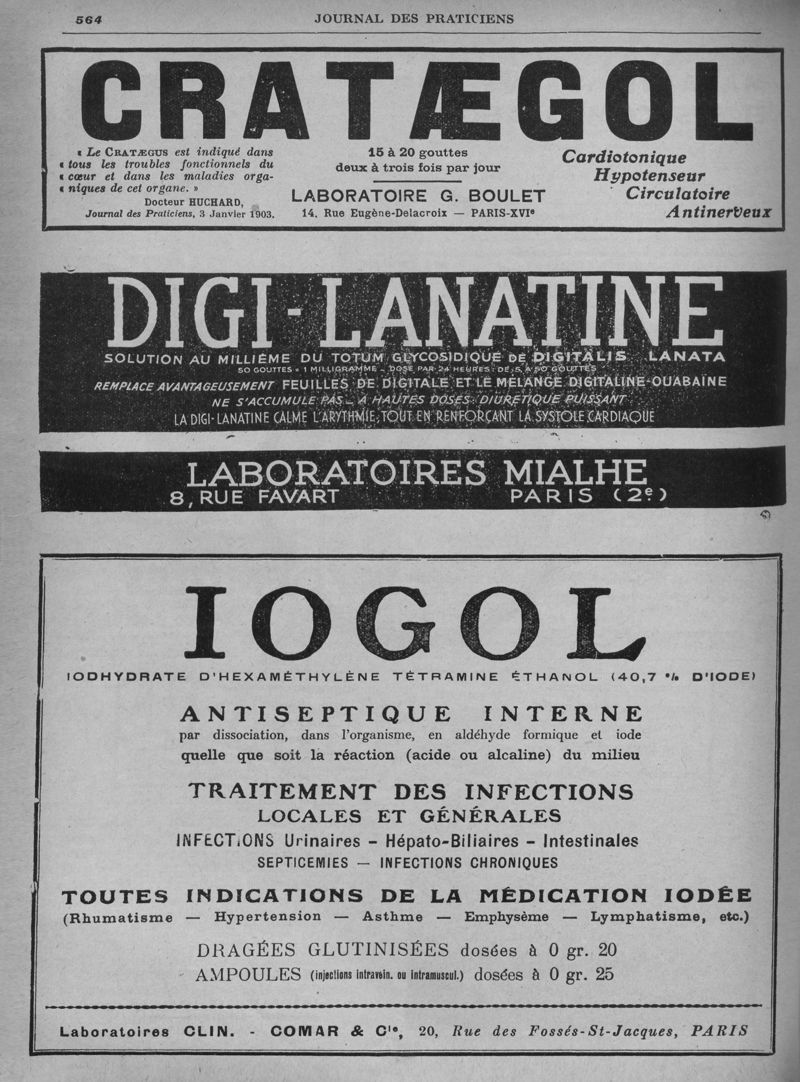 564
JOURNAL DES PRATICIENS
CRATÆGOL
« Le CRATÆGUS est indiqué dans
« tous les troubles fonctionnels du
« cœur et dans les maladies orga-
« niques de cet organe. »
Docteur HUCHARD,
Journal des Praticiens, 3 Janvier 1903.
15 à 20 gouttes
deux à trois fois par jour
LABORATOIRE G. BOULET
14, Rue Eugène-Delacroix — PARIS-XVIe
Cardiotonique
Hypotenseur
Circulatoire
Antinerveux
DIGI-LANATINE
SOLUTION AU MILLIÈME DU TOTUM GLYCOSIDIQUE DE DIGITALIS LANATA
50 GOUTTES = 1 MILLIGRAMME - DOSE PAR 24 HEURES: DE 5 A 50 GOUTTES
REMPLACE AVANTAGEUSEMENT FEUILLES DE DIGITALE ET LE MÉLANGE DIGITALINE-OUABAÏNE
NE S'ACCUMULE PAS - A HAUTES DOSES: DIURÉTIQUE PUISSANT
LA DIGI-LANATINE CALME L'ARYTHMIE, TOUT EN RENFORÇANT LA SYSTOLE CARDIAQUE
LABORATOIRES MIALHE
8, RUE FAVART PARIS (2e)
IOGOL
IODHYDRATE D'HEXAMÉTHYLÈNE TÉTRAMINE ÉTHANOL (40,7 % D'IODE)
ANTISEPTIQUE INTERNE
par dissociation, dans l'organisme, en aldéhyde formique et iode
quelle que soit la réaction (acide ou alcaline) du milieu
TRAITEMENT DES INFECTIONS
LOCALES ET GÉNÉRALES
INFECTIONS Urinaires – Hépato-Biliaires – Intestinales
SEPTICEMIES — INFECTIONS CHRONIQUES
TOUTES INDICATIONS DE LA MÉDICATION IODÉE
(Rhumatisme — Hypertension — Asthme — Emphysème — Lymphatisme, etc.)
DRAGÉES GLUTINISÉES dosées à 0 gr. 20
AMPOULES (injections intravein. ou intramuscul.) dosées à 0 gr. 25
Laboratoires CLIN. - COMAR & Cie, 20, Rue des Fossés-St-Jacques, PARIS